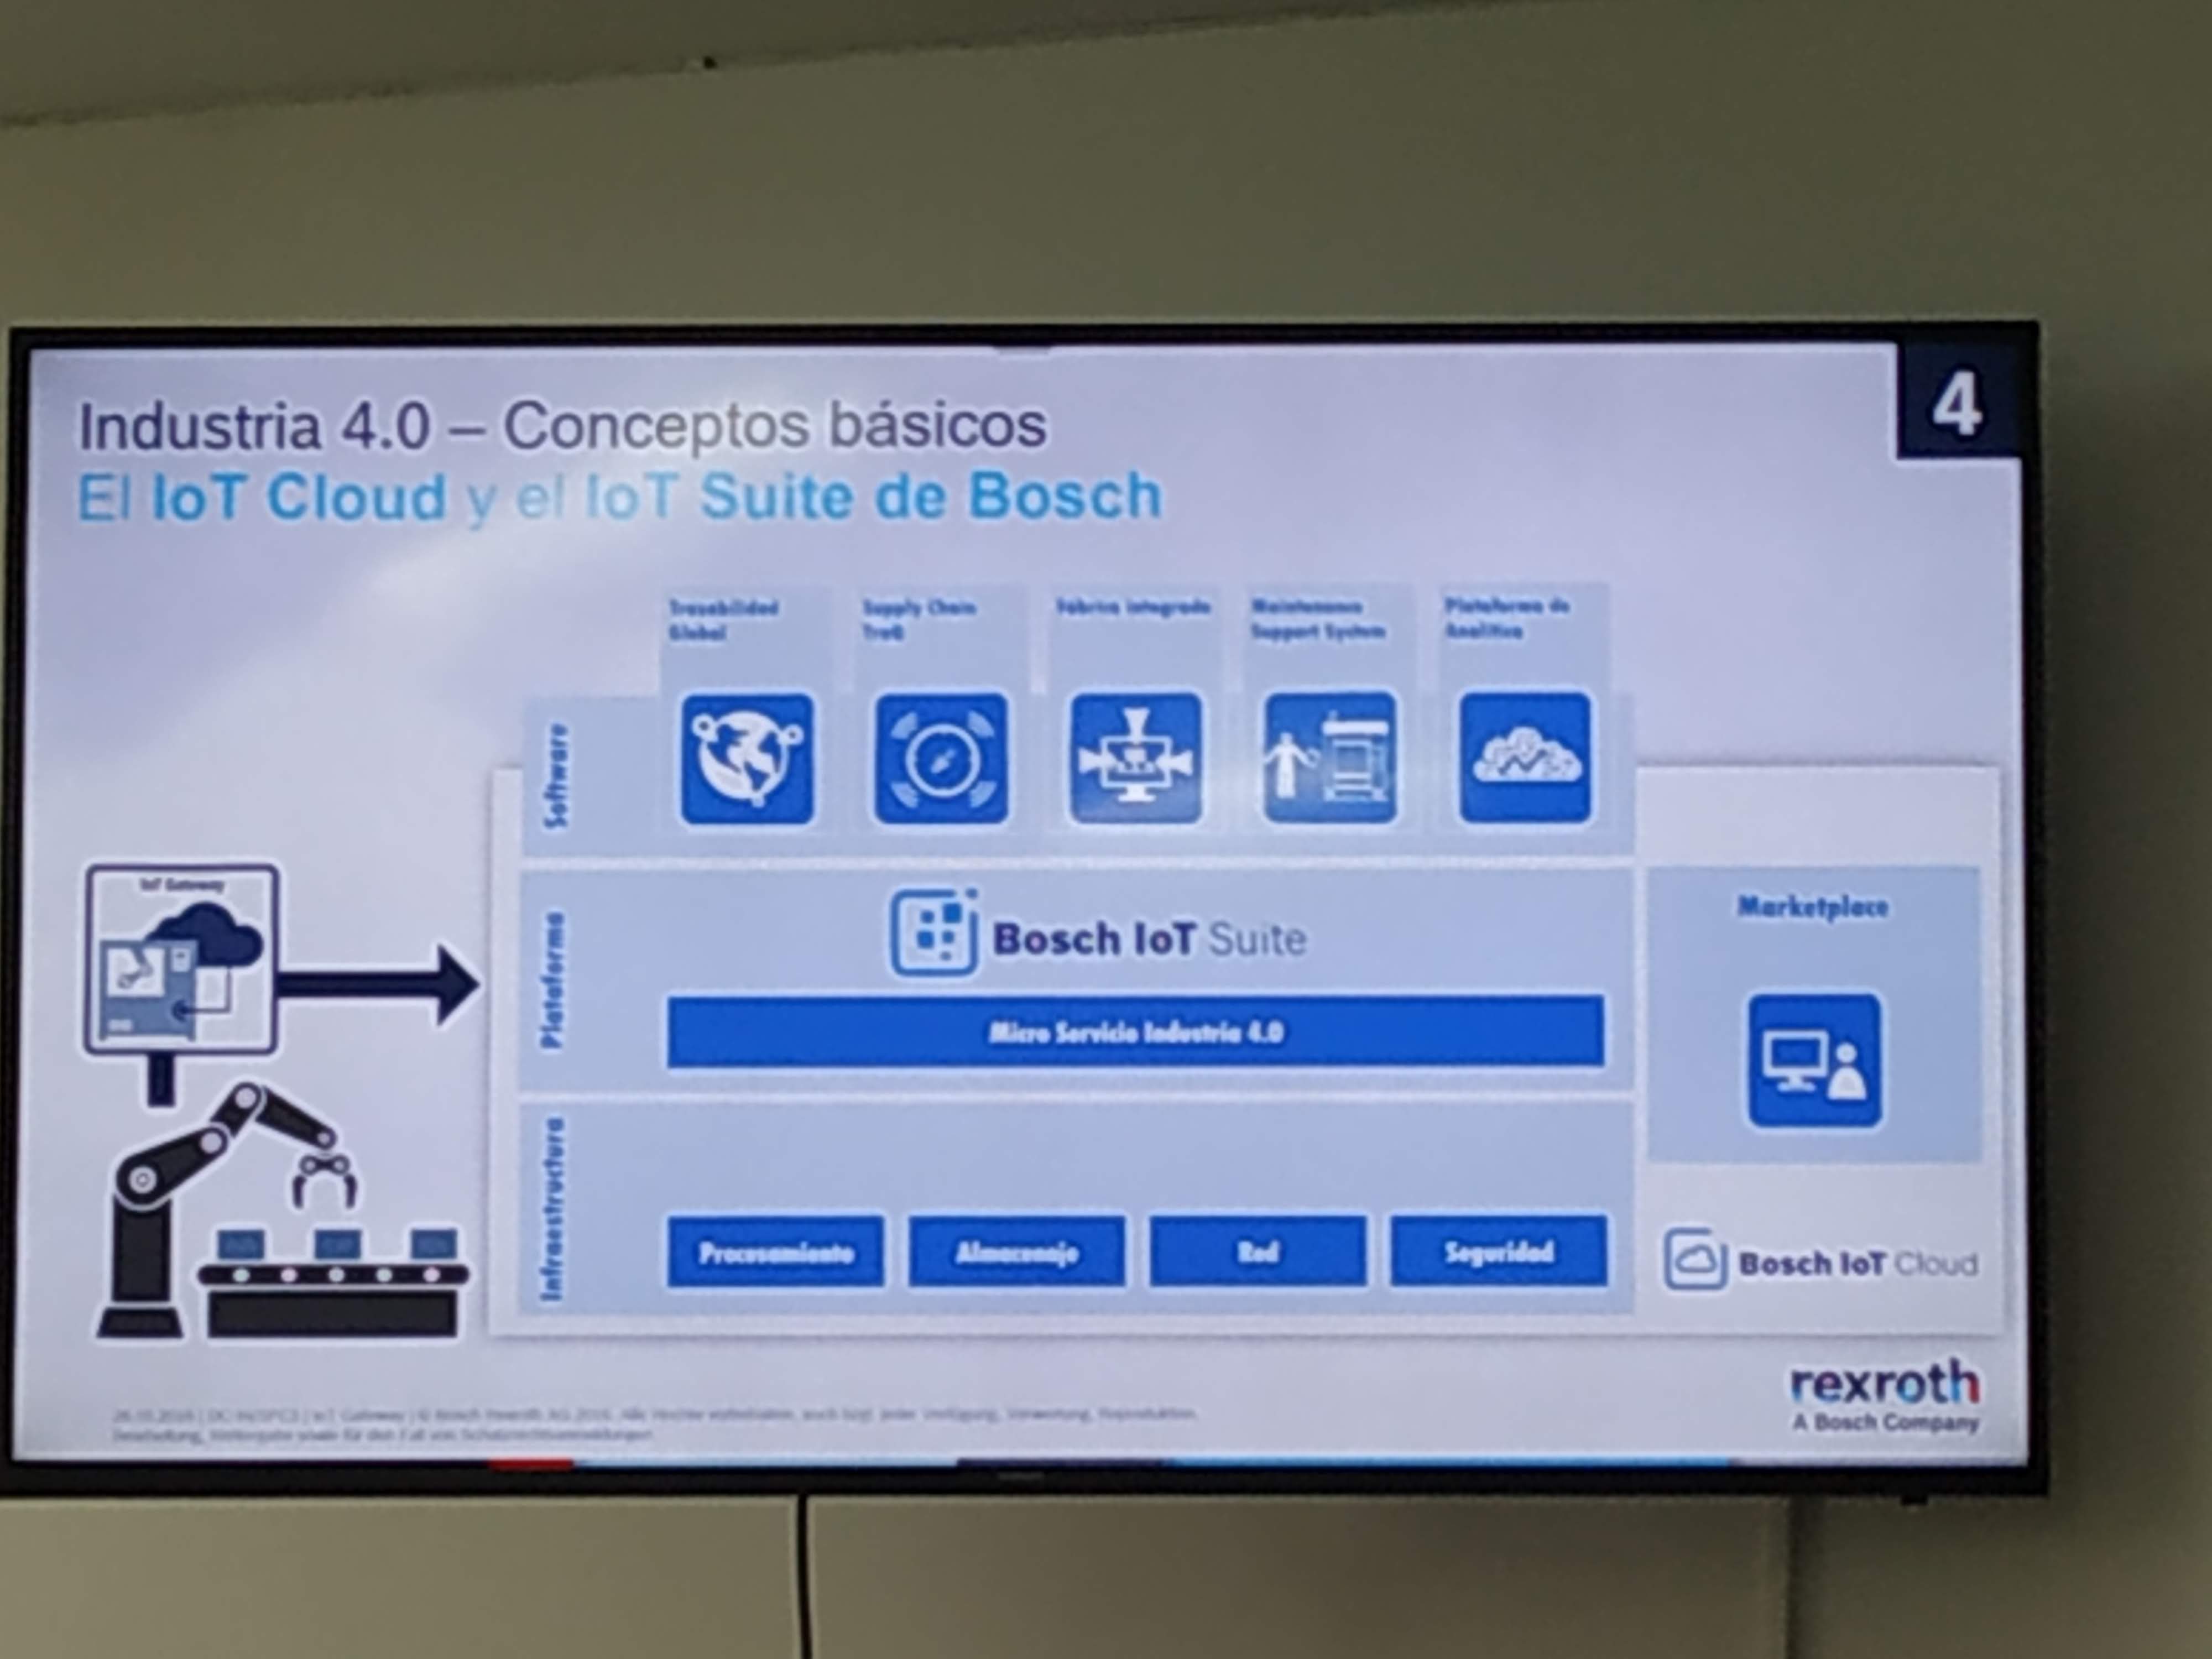 4
Industria 4.0 – Conceptos básicos
El IoT Cloud y el IoT Suite de Bosch
Trazabilidad
Global
Supply Chain
TraQ
Fábrica integrada
Maintenance
Support System
Plataforma de
Analítica
Software
IoT Gateway
Plataforma
Bosch IoT Suite
Micro Servicio Industria 4.0
Marketplace
Infraestructura
Procesamiento
Almacenaje
Red
Seguridad
Bosch IoT Cloud
rexroth
A Bosch Company